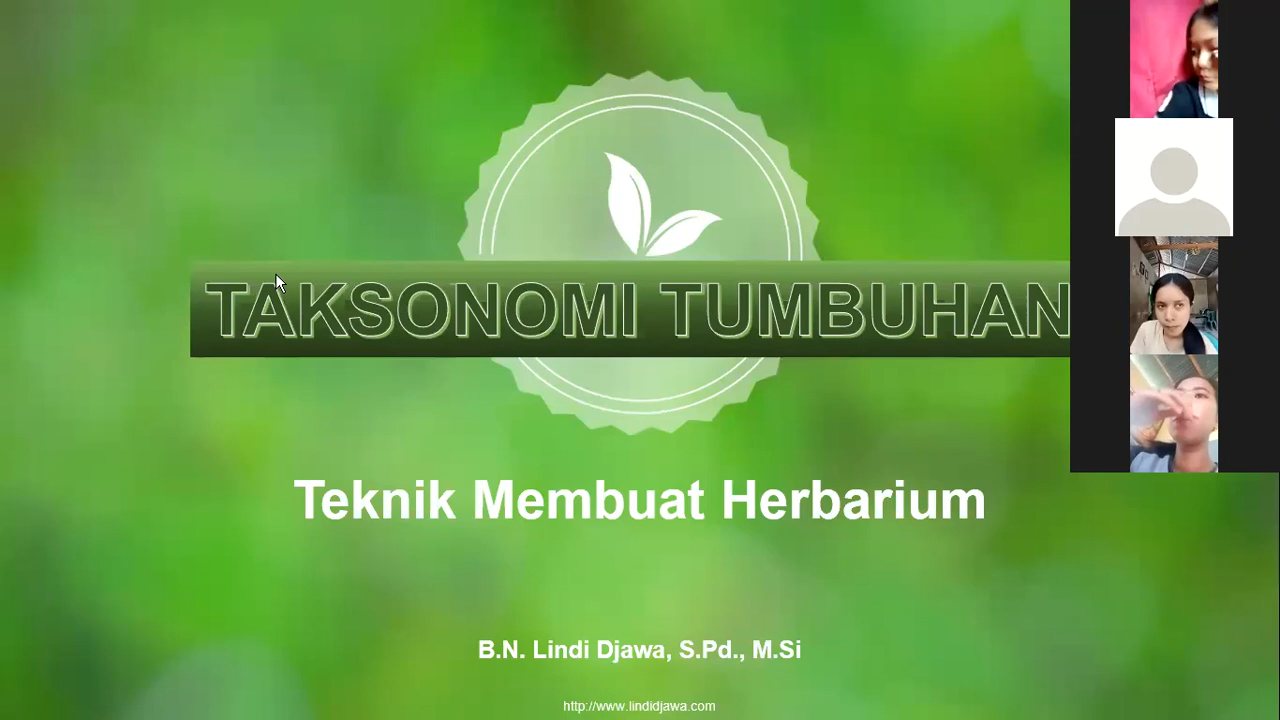 TAKSONOMI TUMBUHAN
Teknik Membuat Herbarium
B.N. Lindi Djawa, S.Pd., M.Si
http://www.lindidjawa.com